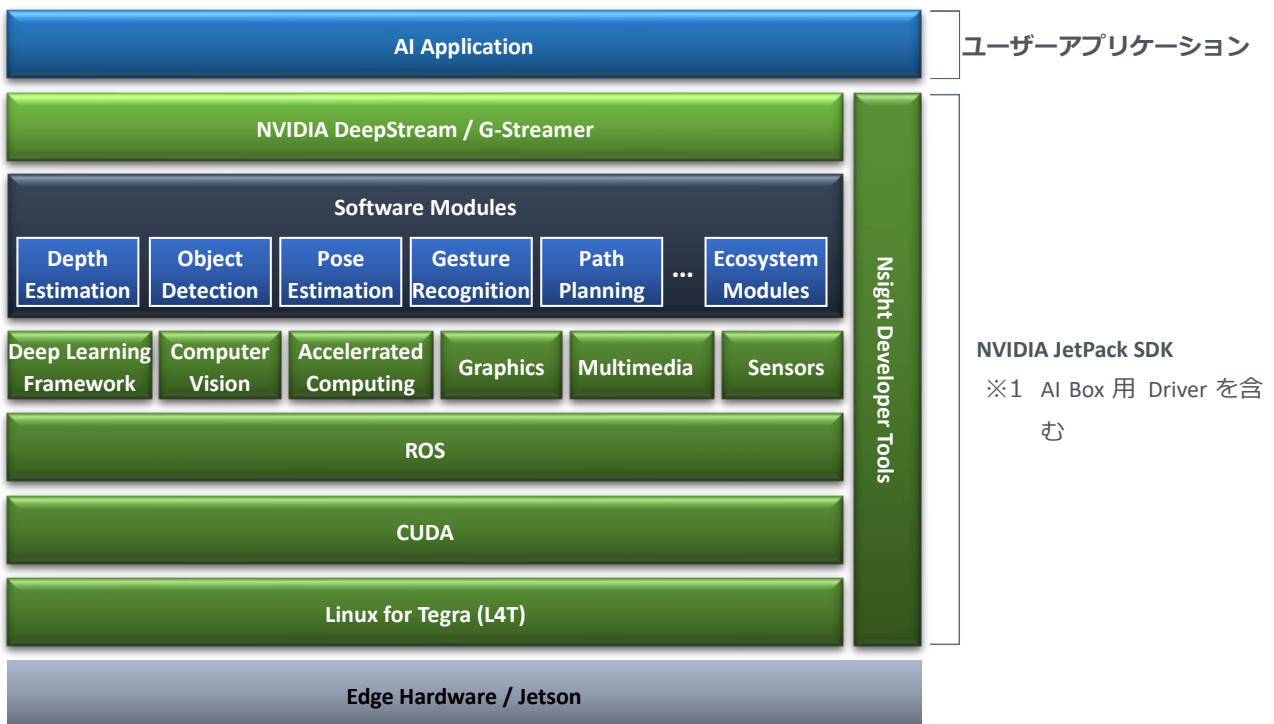 AI Application
ユーザーアプリケーション
NVIDIA DeepStream / G-Streamer
Software Modules
Depth
Estimation
Object
Detection
Pose
Estimation
Gesture
Recognition
Path
Planning
...
Ecosystem
Modules
Deep Learning
Framework
Computer
Vision
Accelerrated
Computing
Graphics
Multimedia
Sensors
ROS
CUDA
Linux for Tegra (L4T)
Nsight Developer Tools
NVIDIA JetPack SDK
※1 AI Box 用 Driver を含
む
Edge Hardware / Jetson